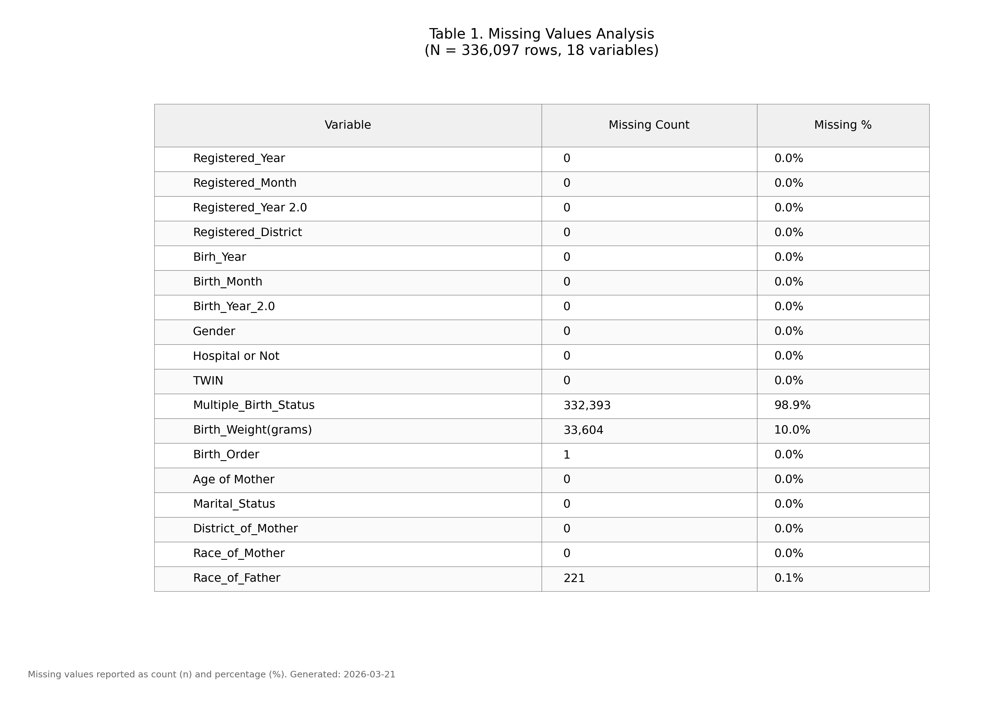 Table 1. Missing Values Analysis
(N = 336,097 rows, 18 variables)
Variable Missing Count Missing %
Registered_Year 0 0.0%
Registered_Month 0 0.0%
Registered_Year 2.0 0 0.0%
Registered_District 0 0.0%
Birh_Year 0 0.0%
Birth_Month 0 0.0%
Birth_Year_2.0 0 0.0%
Gender 0 0.0%
Hospital or Not 0 0.0%
TWIN 0 0.0%
Multiple_Birth_Status 332,393 98.9%
Birth_Weight(grams) 33,604 10.0%
Birth_Order 1 0.0%
Age of Mother 0 0.0%
Marital_Status 0 0.0%
District_of_Mother 0 0.0%
Race_of_Mother 0 0.0%
Race_of_Father 221 0.1%
Missing values reported as count (n) and percentage (%). Generated: 2026-03-21